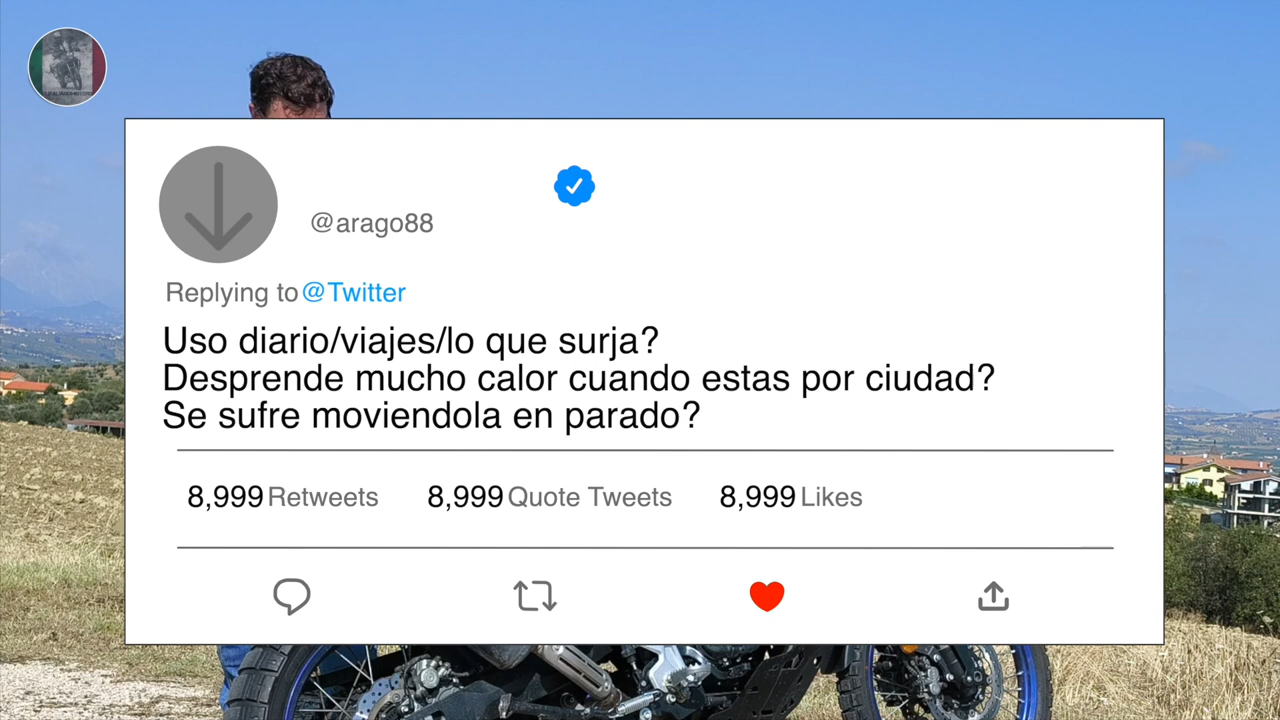 @arago88
Replying to @Twitter
Uso diario/viajes/lo que surja?
Desprende mucho calor cuando estas por ciudad?
Se sufre moviendola en parado?
8,999 Retweets 8,999 Quote Tweets 8,999 Likes